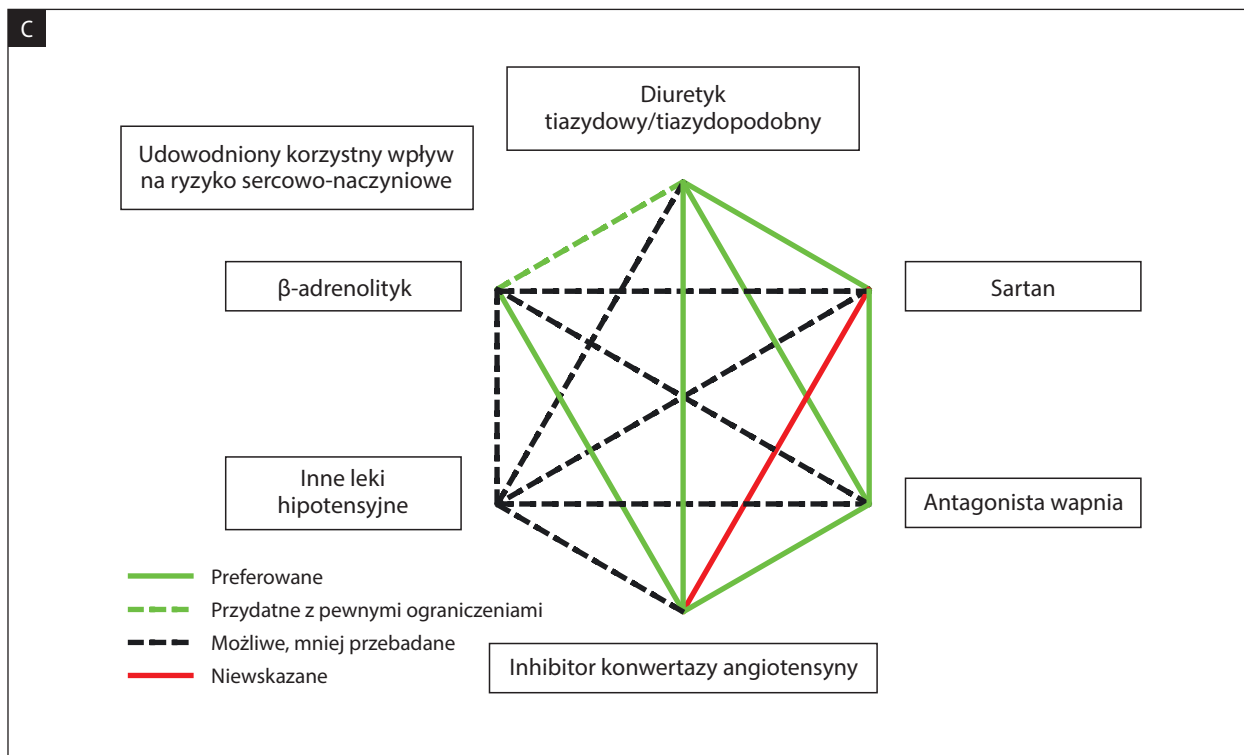 C
Diuretyk
tiazydowy/tiazydopodobny
Udowodniony korzystny wpływ
na ryzyko sercowo-naczyniowe
β-adrenolityk
Sartan
Inne leki
hipotensyjne
Antagonista wapnia
Preferowane
Przydatne z pewnymi ograniczeniami
Możliwe, mniej przebadane
Niewskazane
Inhibitor konwertazy angiotensyny